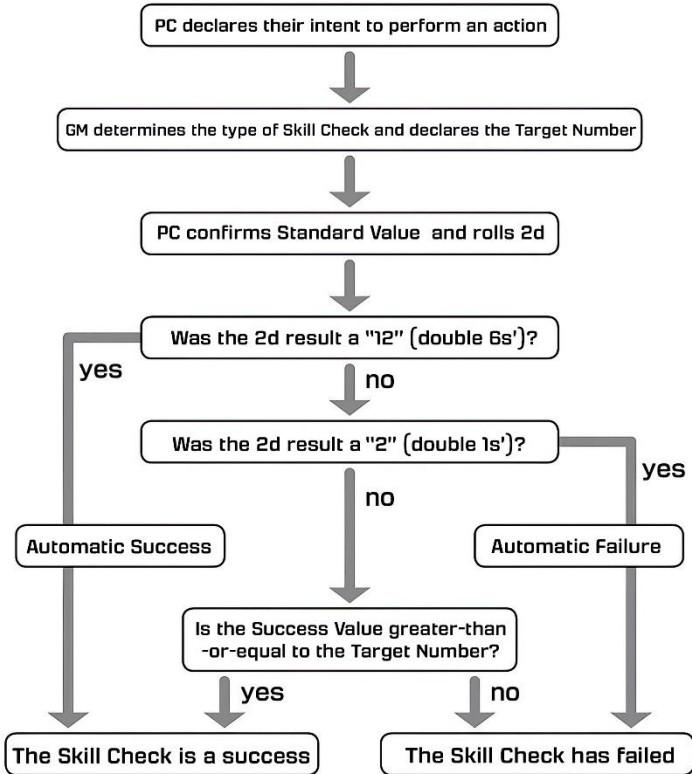 PC declares their intent to perform an action
GM determines the type of Skill Check and declares the Target Number
PC confirms Standard Value and rolls 2d
Was the 2d result a "12" (double 6s')?
yes
no
Was the 2d result a "2" (double 1s')?
yes
no
Automatic Success
Automatic Failure
Is the Success Value greater-than
-or-equal to the Target Number?
yes
no
The Skill Check is a success
The Skill Check has failed